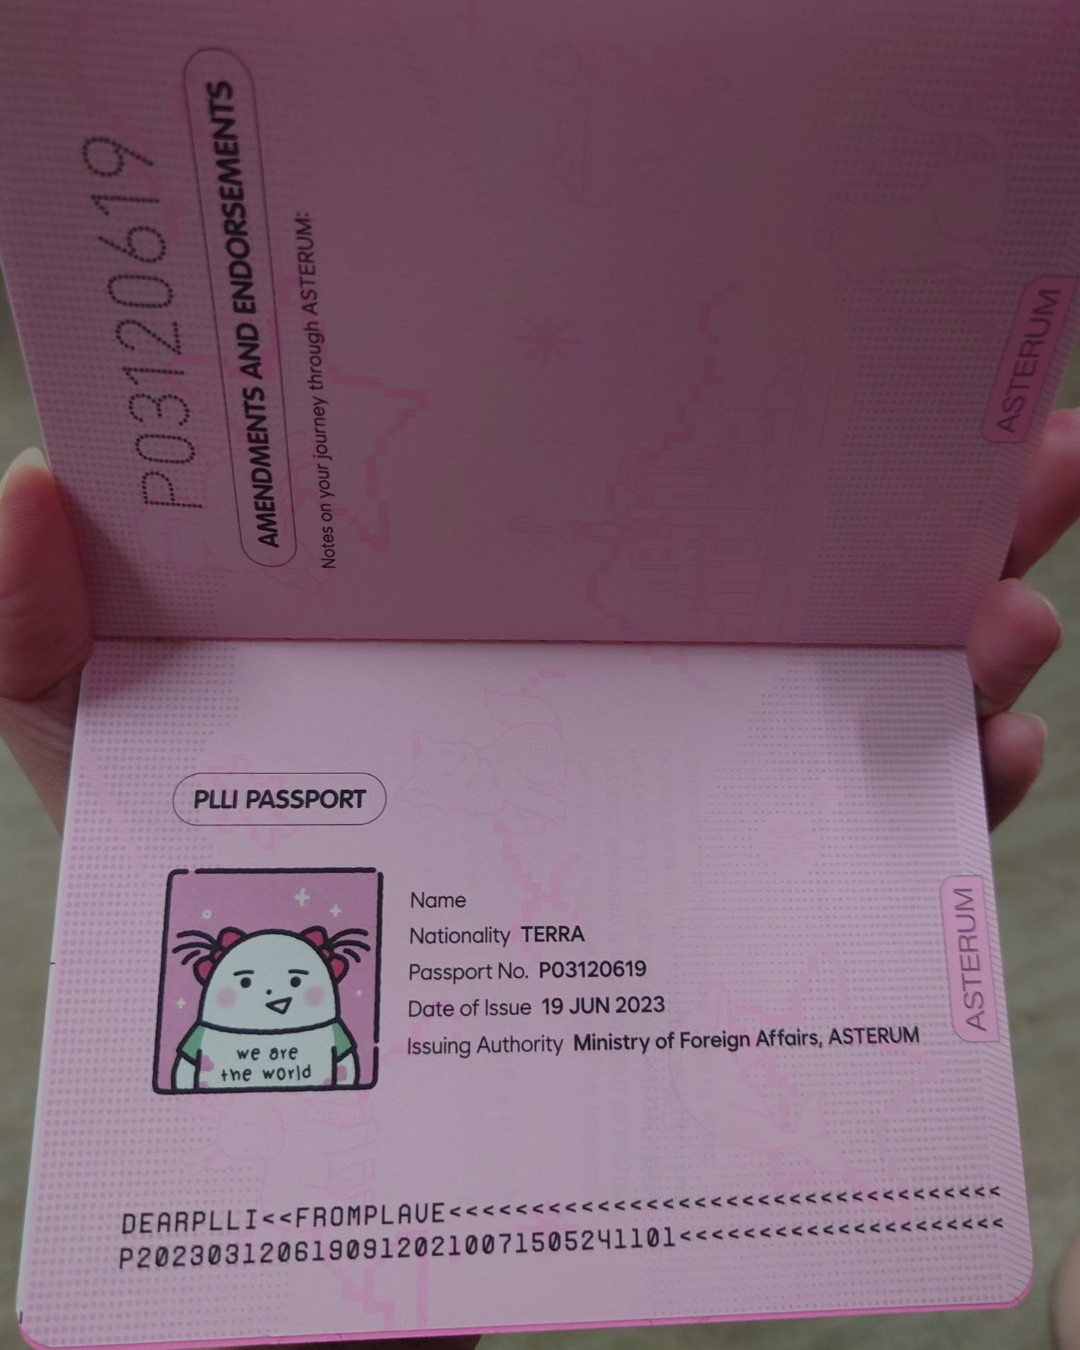 P03120619
AMENDMENTS AND ENDORSEMENTS
Notes on your journey through ASTERUM:
ASTERUM
PLLI PASSPORT
we are
the world
Name
Nationality TERRA
Passport No. P03120619
Date of Issue 19 JUN 2023
Issuing Authority Ministry of Foreign Affairs, ASTERUM
ASTERUM
DEARPLLI<<FROMPLAVE<<<<<<<<<<<<<<<<<<<<<<<<<<<<<<<<<
P20230312061909120210071505241101<<<<<<<<<<<<<<<<<<<<